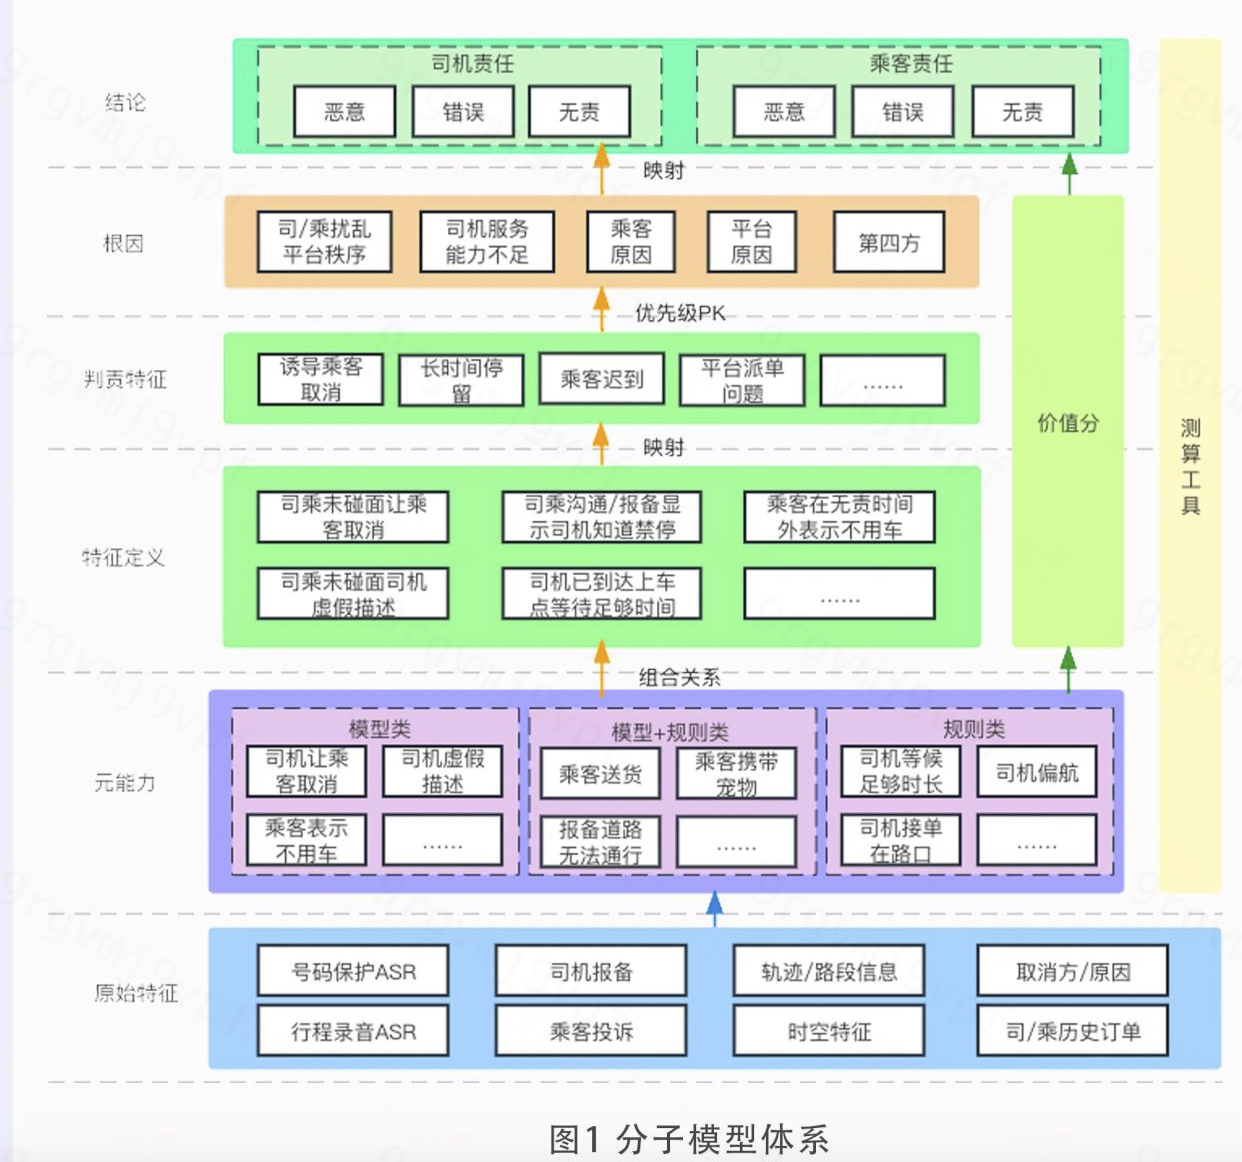 结论
司机责任
恶意
错误
无责
乘客责任
恶意
错误
无责
映射
根因
司/乘扰乱
平台秩序
司机服务
能力不足
乘客
原因
平台
原因
第四方
优先级PK
判责特征
诱导乘客
取消
长时间停
留
乘客迟到
平台派单
问题
......
映射
特征定义
司乘未碰面让乘
客取消
司乘沟通/报备显
示司机知道禁停
乘客在无责时间
外表示不用车
司乘未碰面司机
虚假描述
司机已到达上车
点等待足够时间
......
价值分
测
算
工
具
组合关系
元能力
模型类
司机让乘
客取消
司机虚假
描述
乘客表示
不用车
......
模型+规则类
乘客送货
乘客携带
宠物
报备道路
无法通行
......
规则类
司机等候
足够时长
司机偏航
司机接单
在路口
......
原始特征
号码保护ASR
司机报备
轨迹/路段信息
取消方/原因
行程录音ASR
乘客投诉
时空特征
司/乘历史订单
图1 分子模型体系